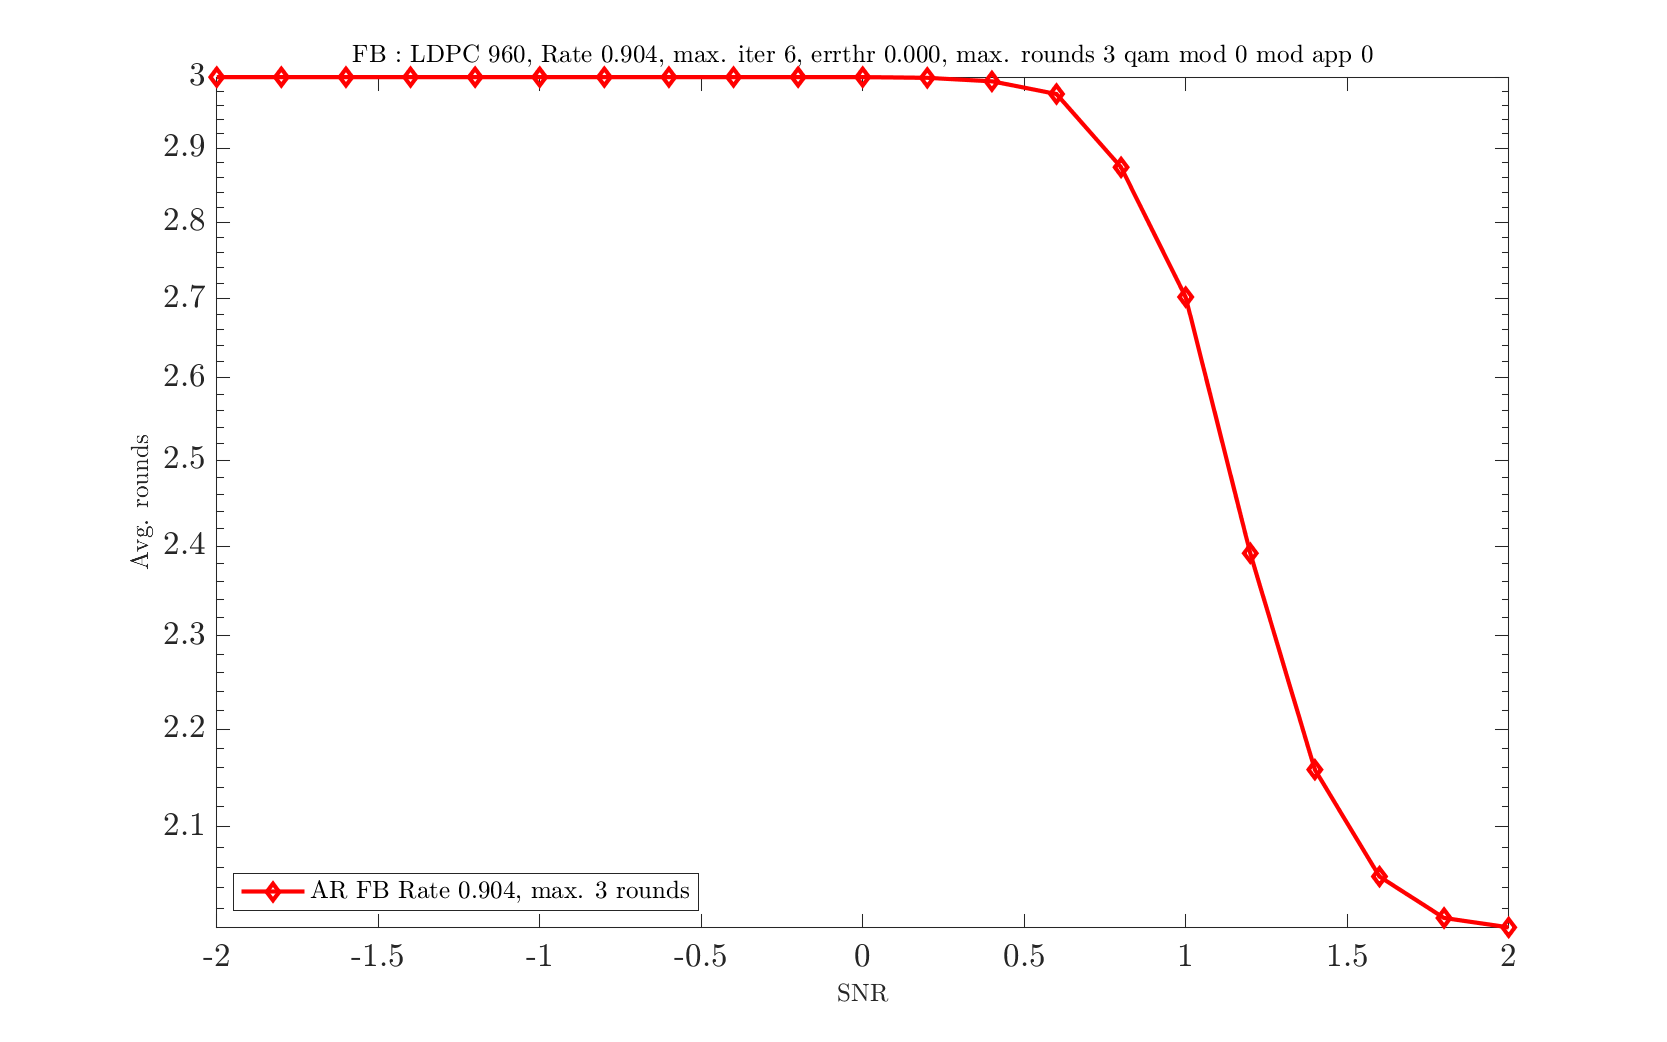 FB : LDPC 960, Rate 0.904, max. iter 6, errthr 0.000, max. rounds 3 qam mod 0 mod app 0
3
2.9
2.8
2.7
2.6
2.5
2.4
2.3
2.2
2.1
Avg. rounds
AR FB Rate 0.904, max. 3 rounds
-2 -1.5 -1 -0.5 0 0.5 1 1.5 2
SNR